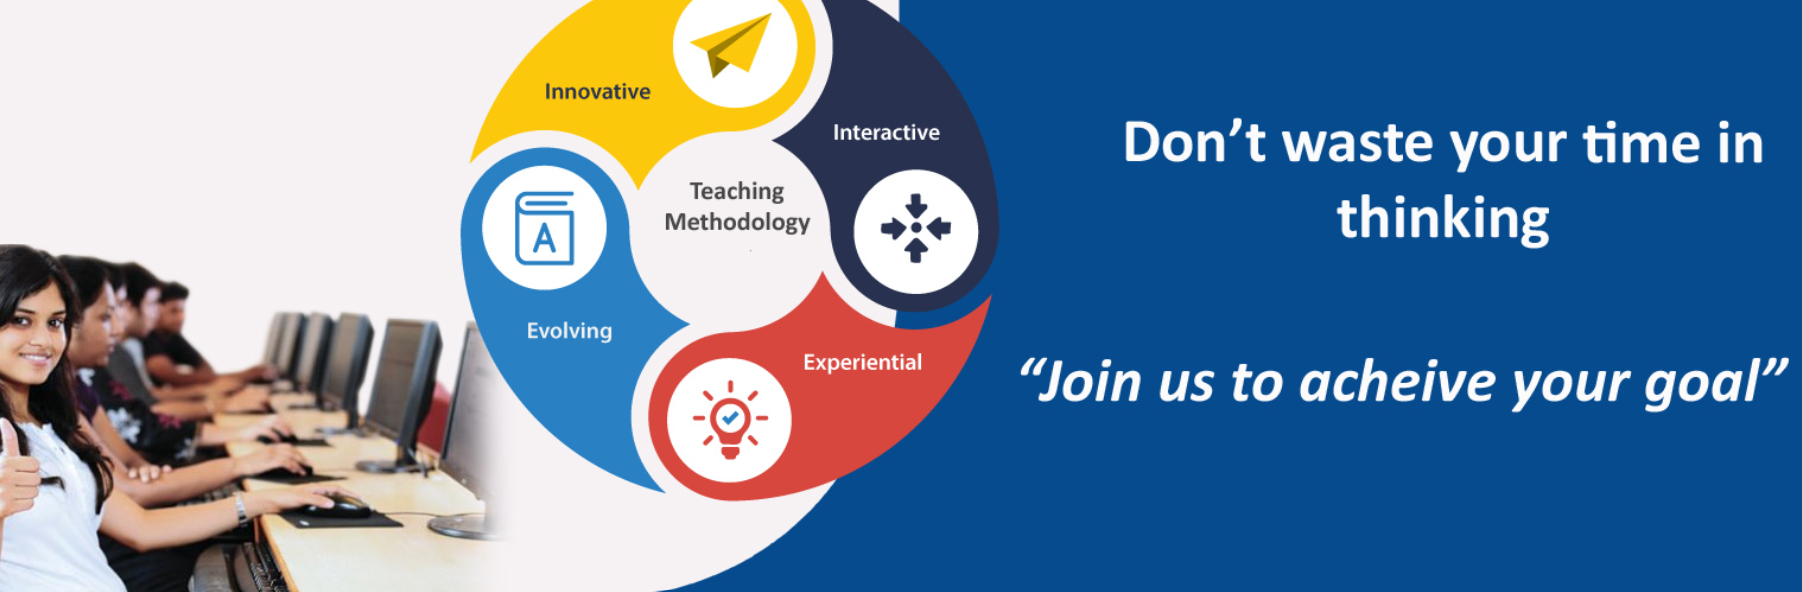 Innovative
Interactive
Teaching
Methodology
Evolving
Experiential
A
Don’t waste your time in
thinking
“Join us to acheive your goal”